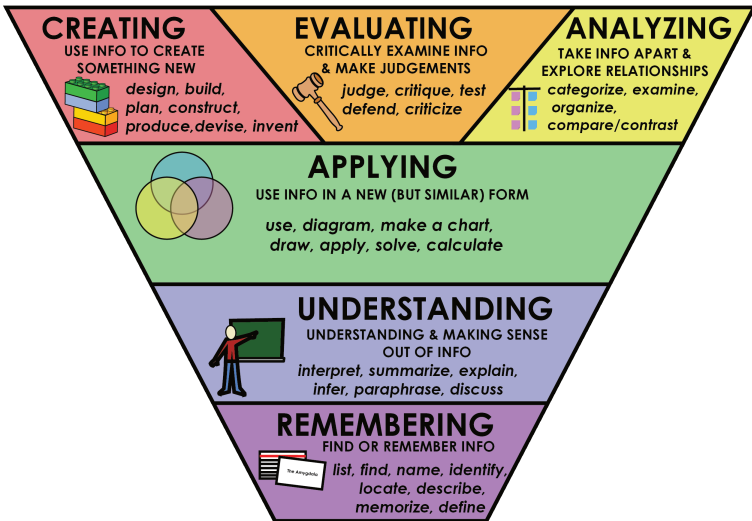 CREATING
USE INFO TO CREATE
SOMETHING NEW
design, build,
plan, construct,
produce,devise, invent
EVALUATING
CRITICALLY EXAMINE INFO
& MAKE JUDGEMENTS
judge, critique, test
defend, criticize
ANALYZING
TAKE INFO APART &
EXPLORE RELATIONSHIPS
categorize, examine,
organize,
compare/contrast
APPLYING
USE INFO IN A NEW (BUT SIMILAR) FORM
use, diagram, make a chart,
draw, apply, solve, calculate
UNDERSTANDING
UNDERSTANDING & MAKING SENSE
OUT OF INFO
interpret, summarize, explain,
infer, paraphrase, discuss
REMEMBERING
FIND OR REMEMBER INFO
The Amygdala
list, find, name, identify,
locate, describe,
memorize, define